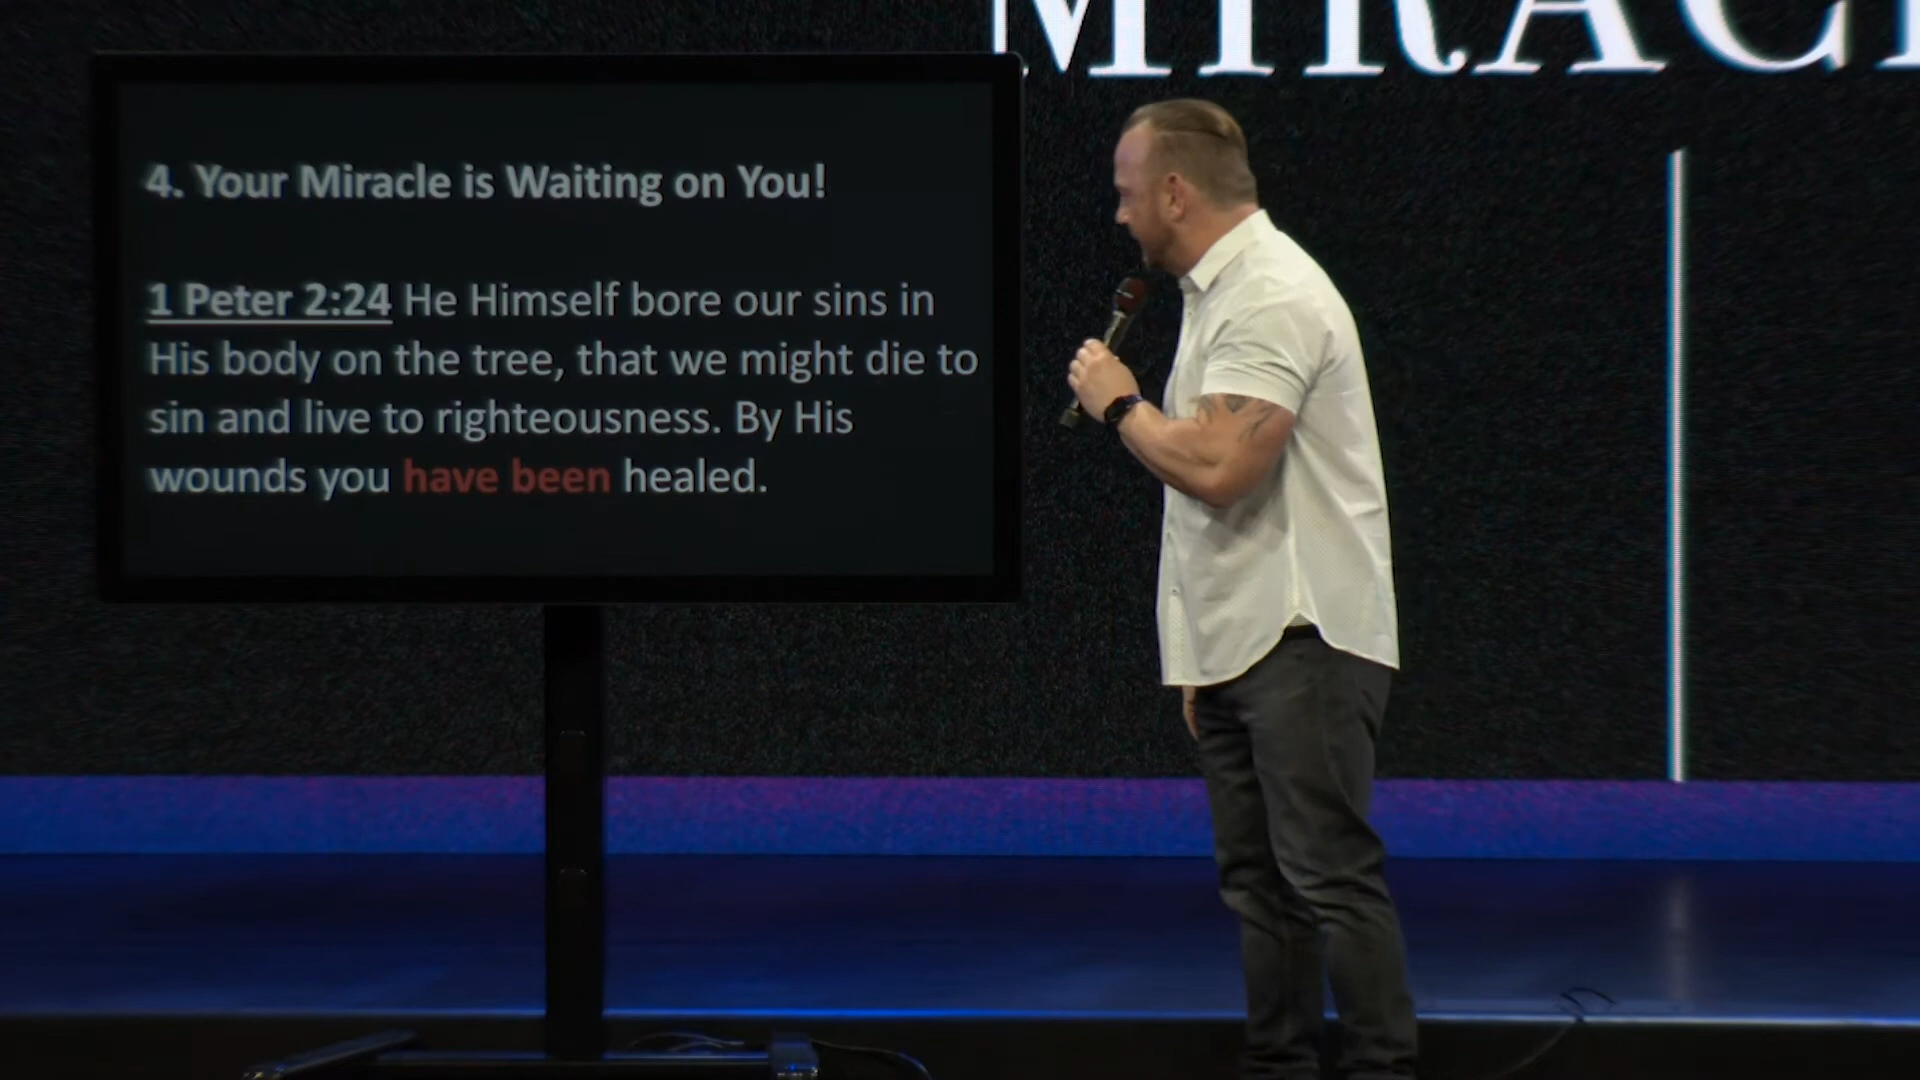 MIRACL
4. Your Miracle is Waiting on You!
1 Peter 2:24 He Himself bore our sins in
His body on the tree, that we might die to
sin and live to righteousness. By His
wounds you have been healed.